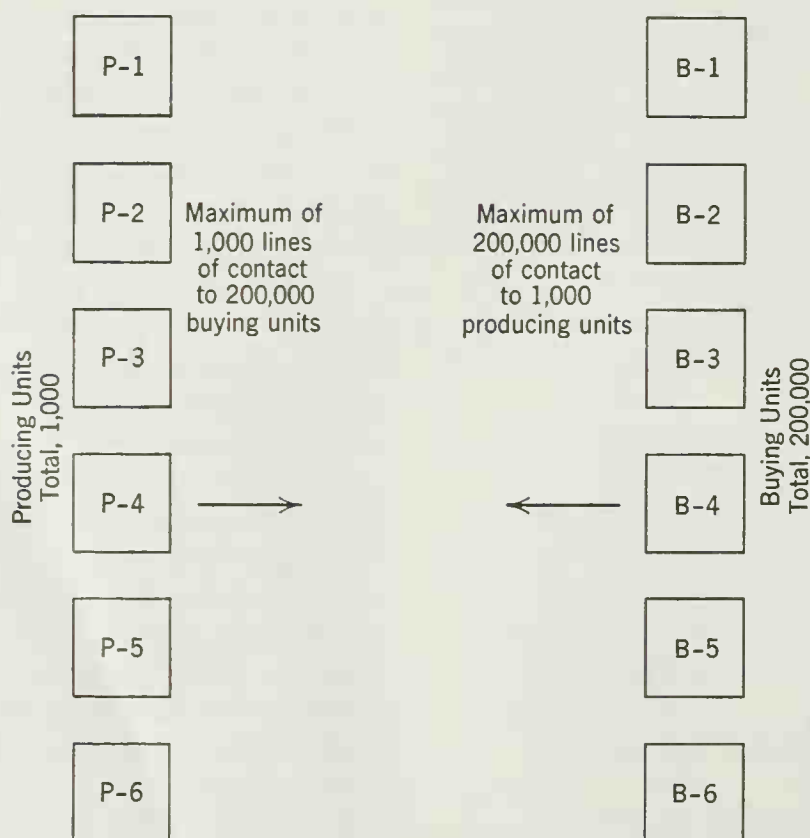 P-1
P-2
P-3
P-4
P-5
P-6
Producing Units
Total, 1,000
Maximum of
1,000 lines
of contact
to 200,000
buying units
Maximum of
200,000 lines
of contact
to 1,000
producing units
B-1
B-2
B-3
B-4
B-5
B-6
Buying Units
Total, 200,000